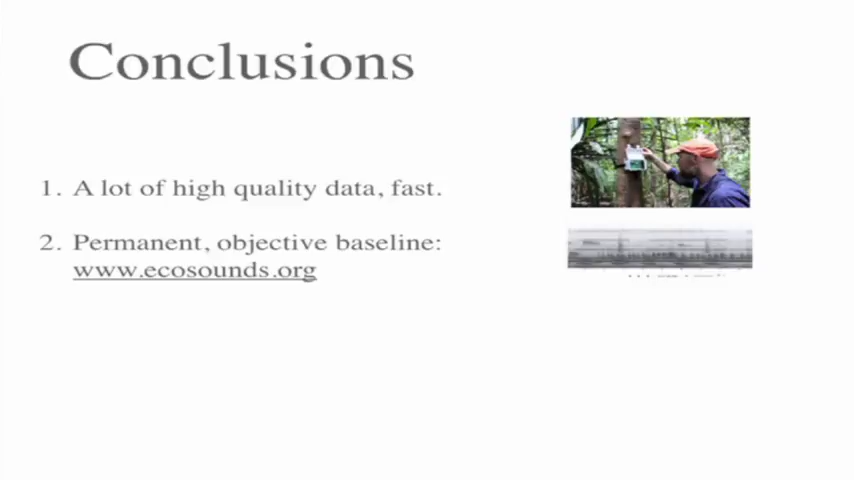 Conclusions
1. A lot of high quality data, fast.
2. Permanent, objective baseline:
www.ecosounds.org